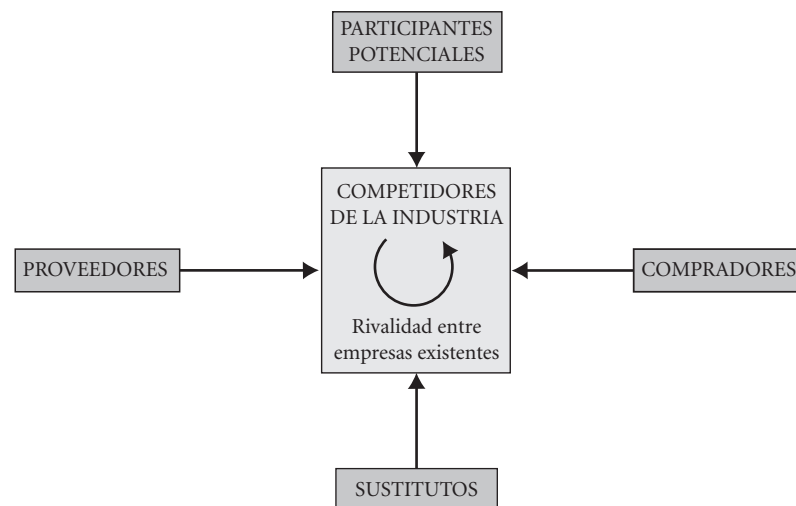 PARTICIPANTES
POTENCIALES
COMPETIDORES
DE LA INDUSTRIA
PROVEEDORES
COMPRADORES
Rivalidad entre
empresas existentes
SUSTITUTOS